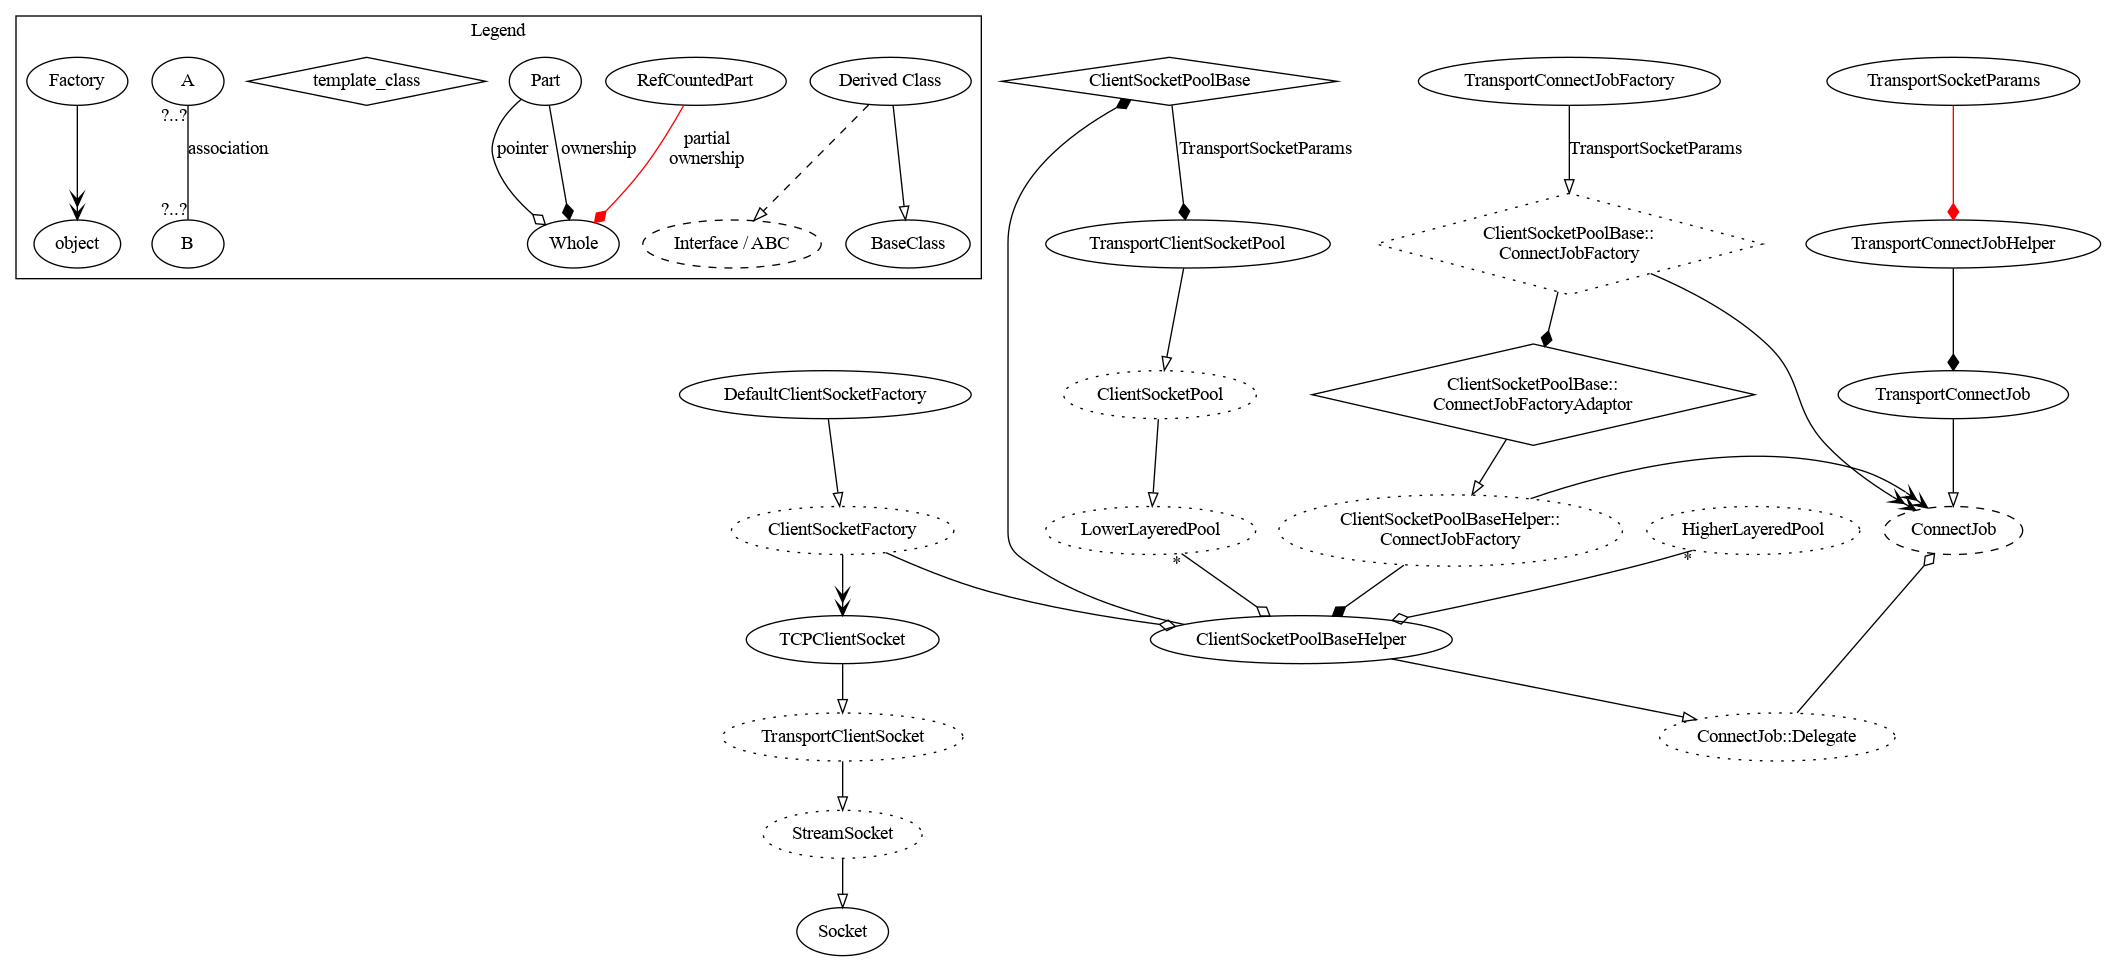 Legend
Factory
A
template_class
Part
RefCountedPart
Derived Class
?..?
association
pointer
ownership
partial
ownership
?..?
object
B
Whole
Interface / ABC
BaseClass
ClientSocketPoolBase
TransportConnectJobFactory
TransportSocketParams
TransportSocketParams
TransportSocketParams
TransportClientSocketPool
ClientSocketPoolBase::
ConnectJobFactory
TransportConnectJobHelper
DefaultClientSocketFactory
ClientSocketPool
ClientSocketPoolBase::
ConnectJobFactoryAdaptor
TransportConnectJob
ClientSocketFactory
LowerLayeredPool
ClientSocketPoolBaseHelper::
ConnectJobFactory
HigherLayeredPool
ConnectJob
*
*
TCPClientSocket
ClientSocketPoolBaseHelper
TransportClientSocket
ConnectJob::Delegate
StreamSocket
Socket